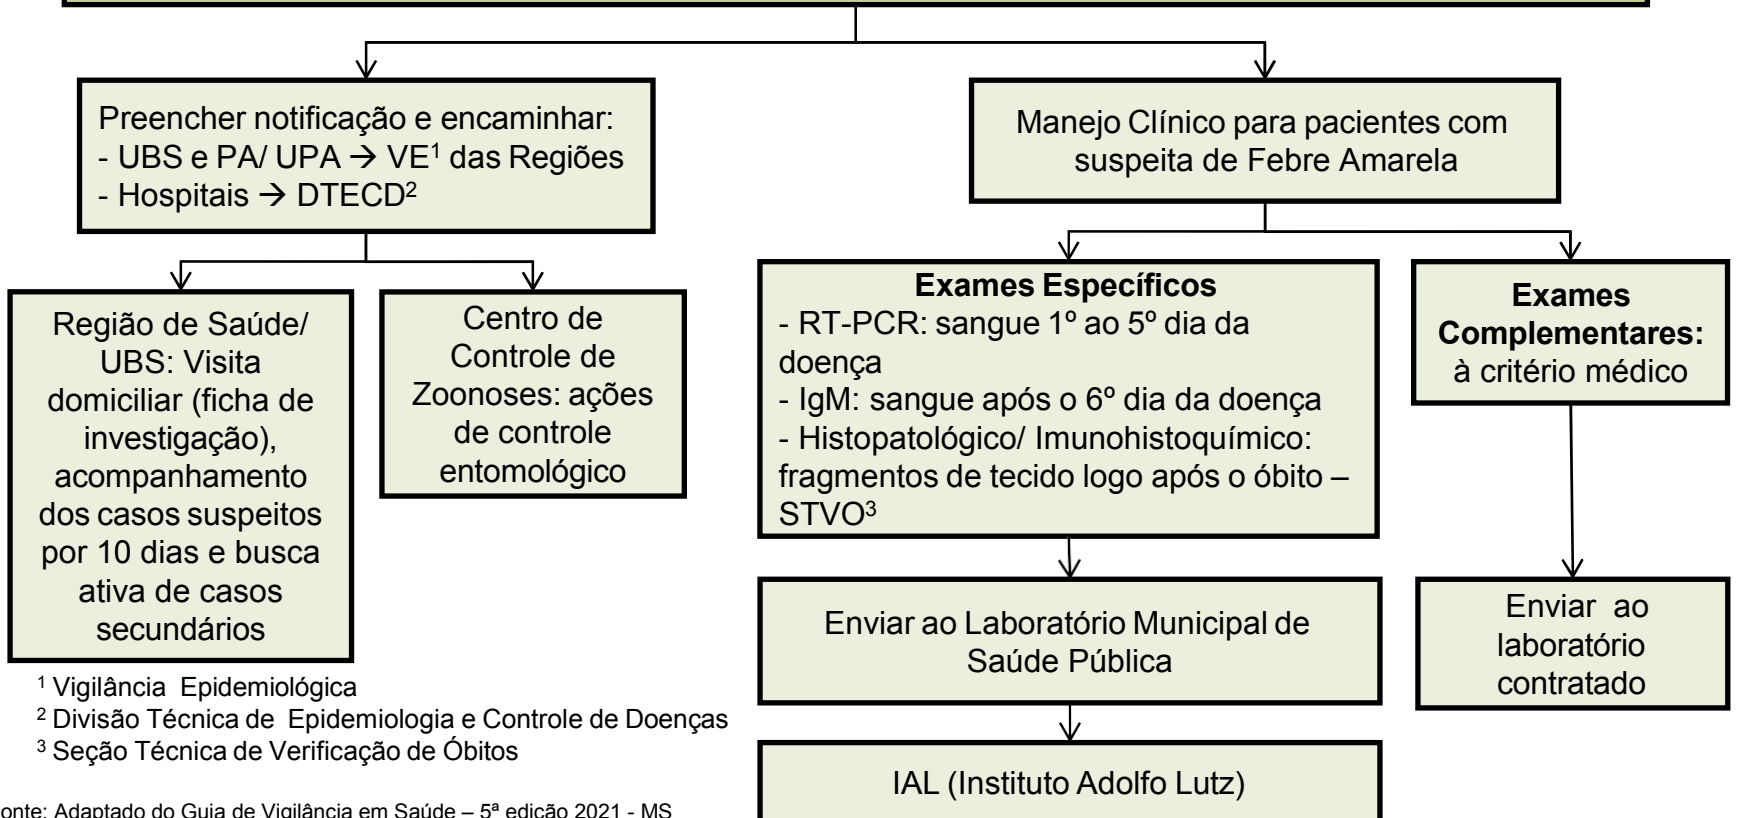 Preencher notificação e encaminhar:
- UBS e PA/ UPA → VE¹ das Regiões
- Hospitais → DTECD²
Manejo Clínico para pacientes com
suspeita de Febre Amarela
Região de Saúde/
UBS: Visita
domiciliar (ficha de
investigação),
acompanhamento
dos casos suspeitos
por 10 dias e busca
ativa de casos
secundários
Centro de
Controle de
Zoonoses: ações
de controle
entomológico
Exames Específicos
- RT-PCR: sangue 1º ao 5º dia da
doença
- IgM: sangue após o 6º dia da doença
- Histopatológico/ Imunohistoquímico:
fragmentos de tecido logo após o óbito –
STVO³
Exames
Complementares:
à critério médico
Enviar ao Laboratório Municipal de
Saúde Pública
Enviar ao
laboratório
contratado
IAL (Instituto Adolfo Lutz)
¹ Vigilância Epidemiológica
² Divisão Técnica de Epidemiologia e Controle de Doenças
³ Seção Técnica de Verificação de Óbitos
onte: Adaptado do Guia de Vigilância em Saúde – 5ª edição 2021 - MS